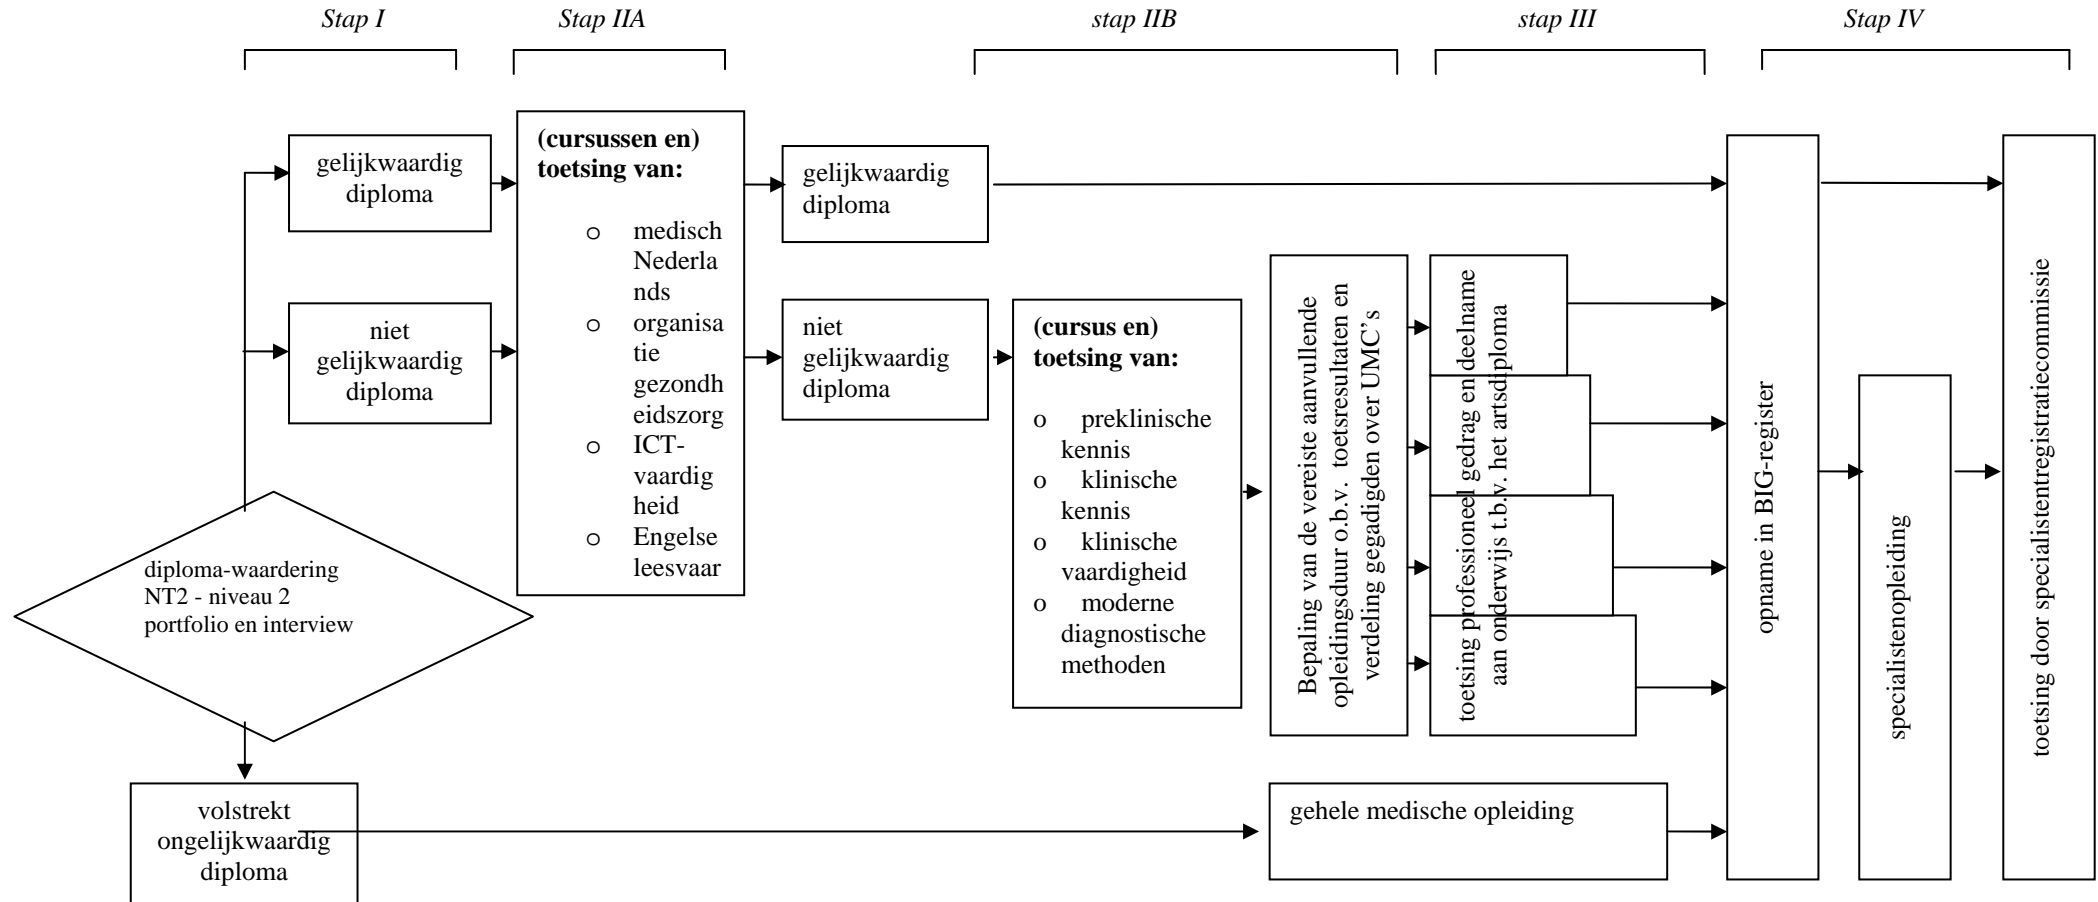 Stap I
Stap IIA
stap IIB
stap III
Stap IV
gelijkwaardig
diploma
niet
gelijkwaardig
diploma
diploma-waardering
NT2 - niveau 2
portfolio en interview
volstrekt
ongelijkwaardig
diploma
(cursussen en)
toetsing van:
o medisch
Nederla
nds
o organisa
tie
gezondh
eidszorg
o ICT-
vaardig
heid
o Engelse
leesvaar
gelijkwaardig
diploma
niet
gelijkwaardig
diploma
(cursus en)
toetsing van:
o preklinische
kennis
o klinische
kennis
o klinische
vaardigheid
o moderne
diagnostische
methoden
Bepaling van de vereiste aanvullende
opleidingsduur o.b.v. toetsresultaten en
verdeling gegadigden over UMC's
toetsing professioneel gedrag en deelname
aan onderwijs t.b.v. het artsdiploma
gehele medische opleiding
opname in BIG-register
specialistenopleiding
toetsing door specialistenregistratiecommissie